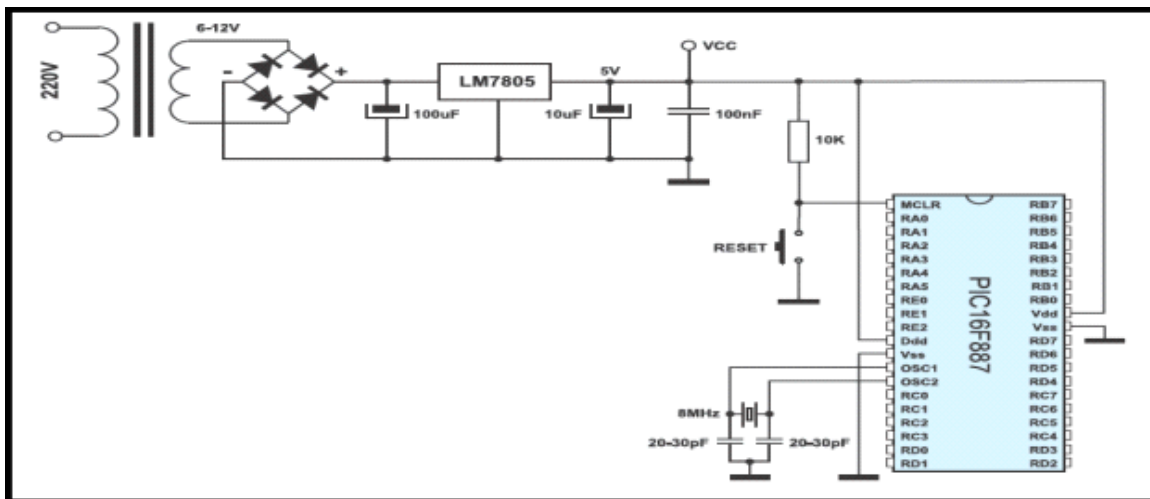 6-12V
220V
-
+
LM7805
5V
VCC
100uF
10uF
100nF
10K
RESET
8MHz
20-30pF
20-30pF
PIC16F887
MCLR
RA0
RA1
RA2
RA3
RA4
RA5
RE0
RE1
RE2
Ddd
Vss
OSC1
OSC2
RC0
RC1
RC2
RC3
RD0
RD1
RB7
RB6
RB5
RB4
RB3
RB2
RB1
RB0
Vdd
Vss
RD7
RD6
RD5
RD4
RC7
RC6
RC5
RC4
RD3
RD2